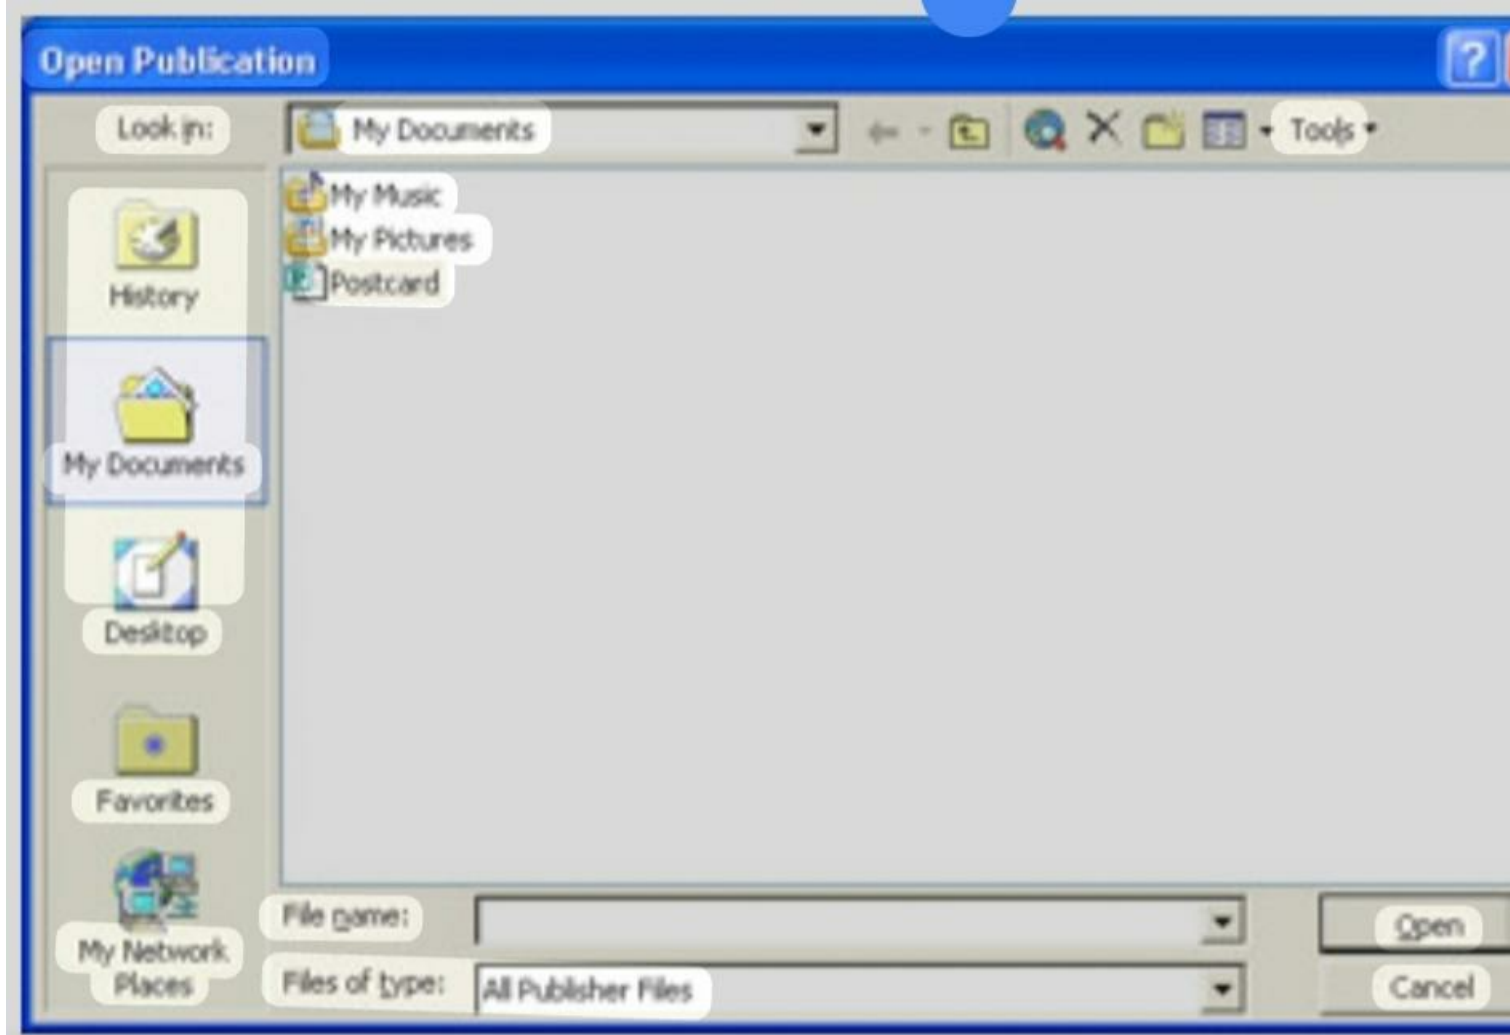 Open Publication
?
Look in:
My Documents
Tools
My Music
My Pictures
Postcard
History
My Documents
Desktop
Favorites
My Network
Places
File name:
Open
Files of type:
All Publisher Files
Cancel